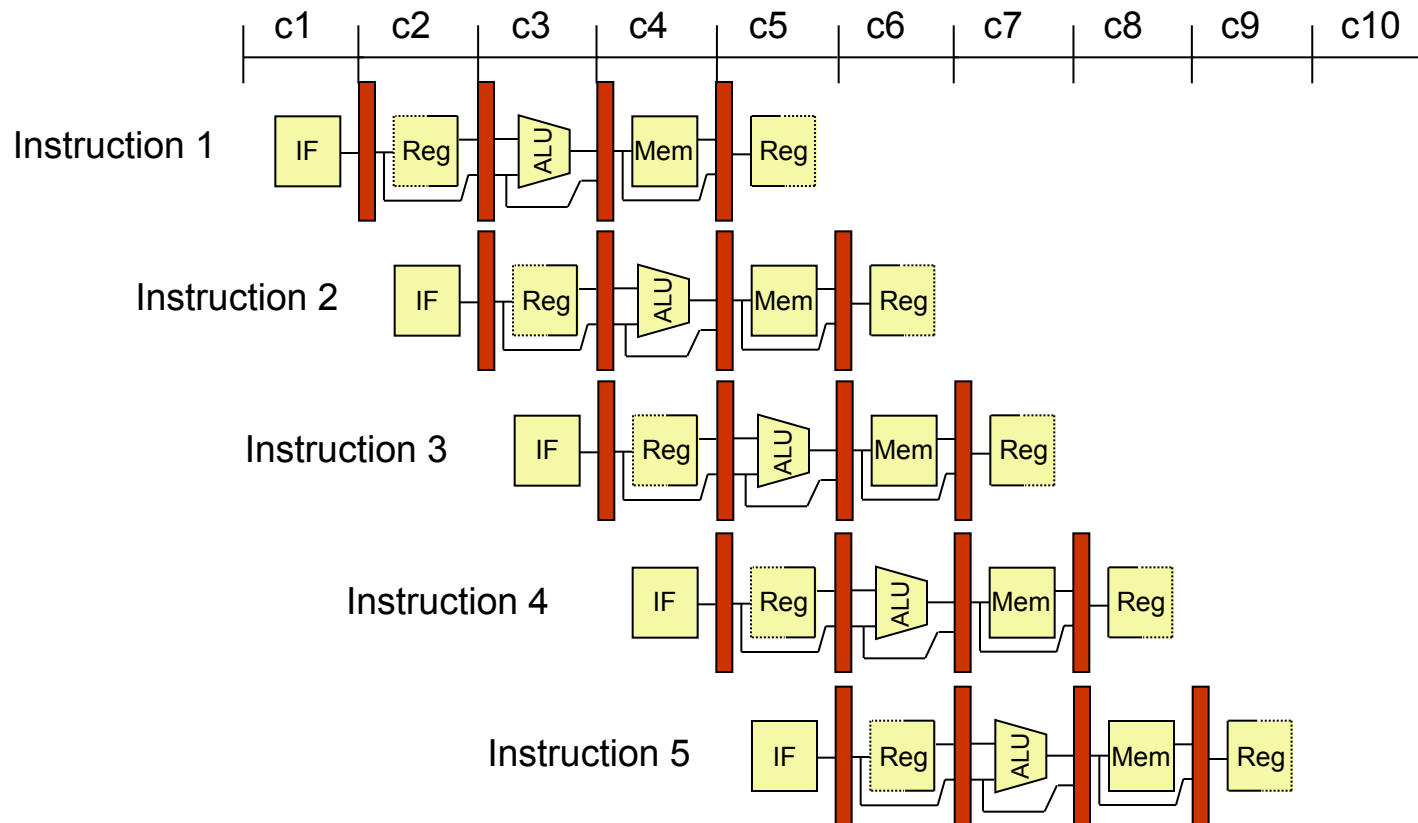 c1 c2 c3 c4 c5 c6 c7 c8 c9 c10
Instruction 1 IF Reg ALU Mem Reg
Instruction 2 IF Reg ALU Mem Reg
Instruction 3 IF Reg ALU Mem Reg
Instruction 4 IF Reg ALU Mem Reg
Instruction 5 IF Reg ALU Mem Reg